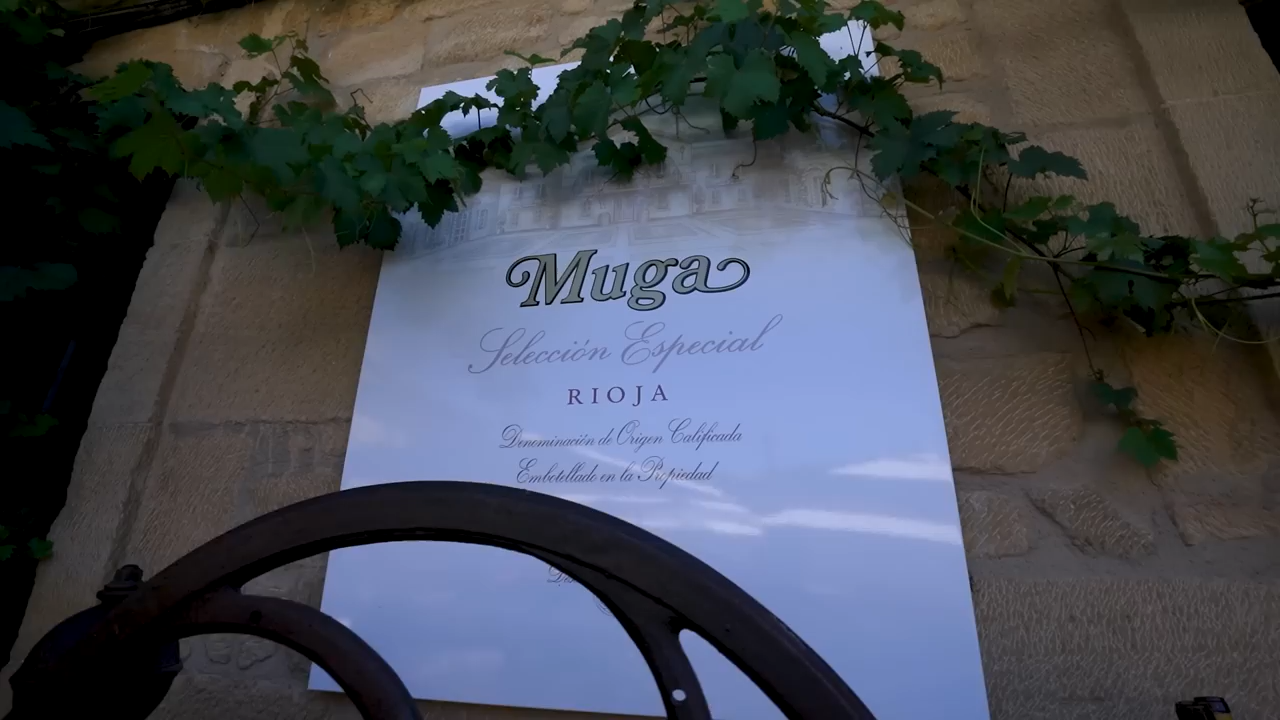 Muga
Selección Especial
RIOJA
Denominación de Origen Calificada
Embotellado en la Propiedad